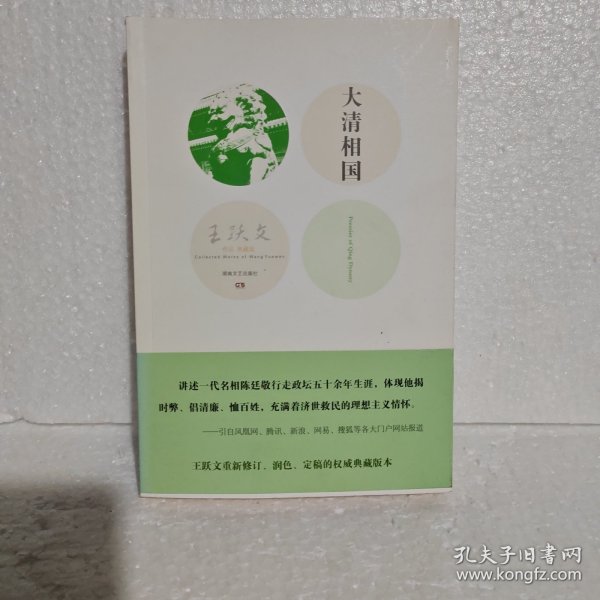 大清相国
王跃文
作品 典藏版
Collected Works of Wang Yuewen
湖南文艺出版社
Premier of Qing Dynasty
讲述一代名相陈廷敬行走政坛五十余年生涯，体现他揭
时弊、倡清廉、恤百姓，充满着济世救民的理想主义情怀。
——引自凤凰网、腾讯、新浪、网易、搜狐等各大门户网站报道
王跃文重新修订、润色、定稿的权威典藏版本
孔夫子旧书网
www.kongfz.com